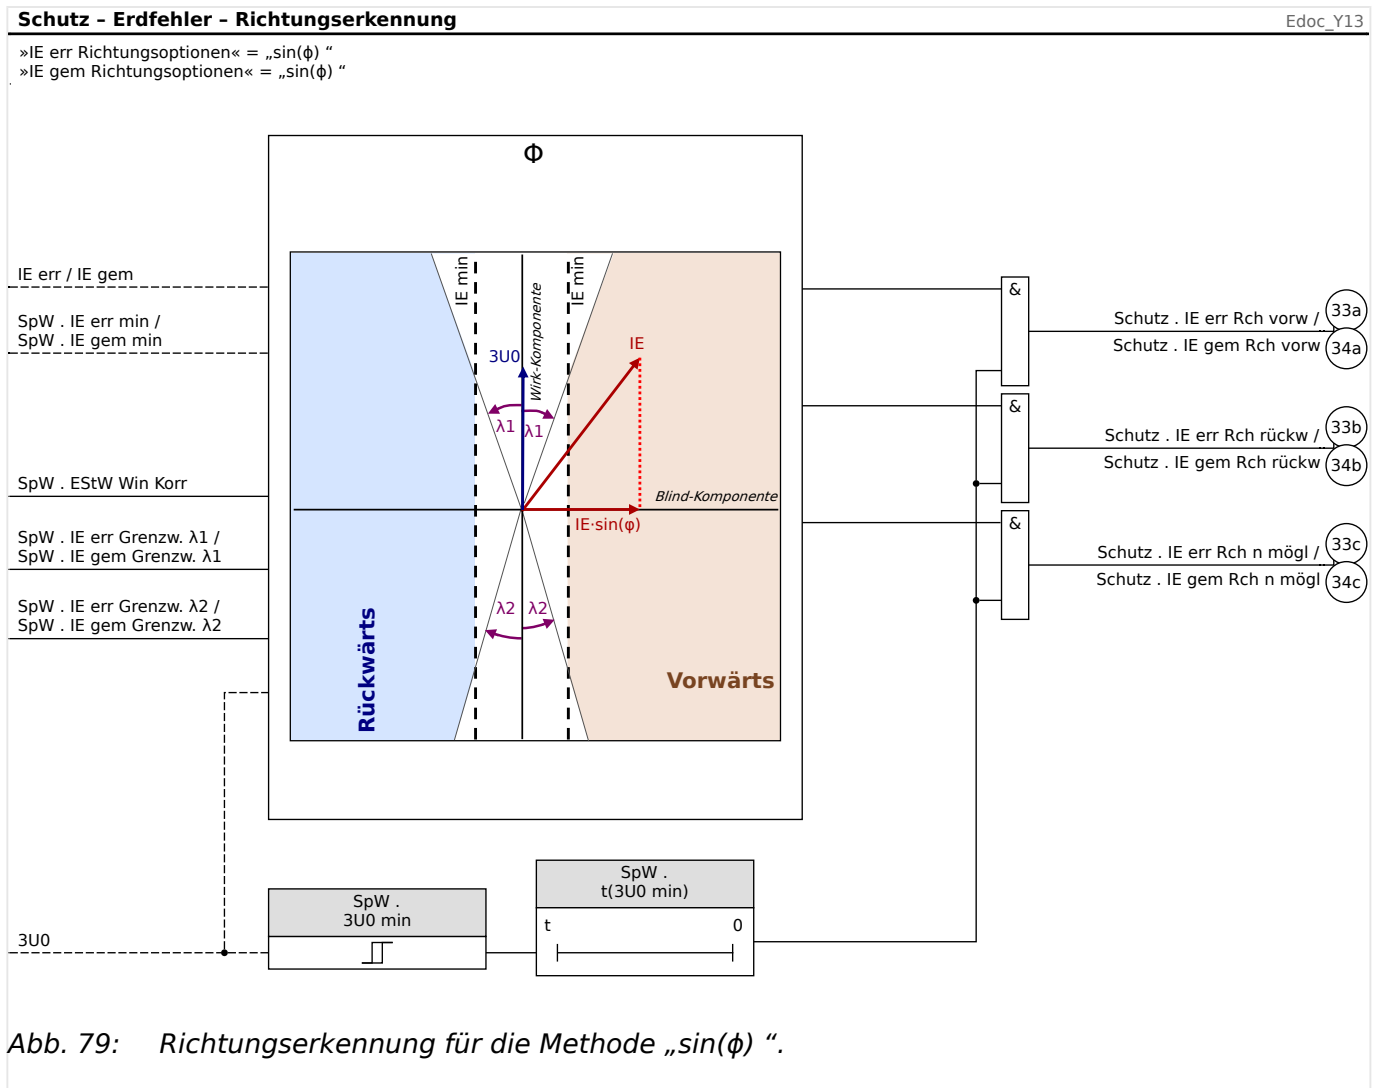 Schutz – Erdfehler – Richtungserkennung
Edoc_Y13
»IE err Richtungsoptionen« = „sin(ϕ) “
»IE gem Richtungsoptionen« = „sin(ϕ) “
Φ
IE err / IE gem
SpW . IE err min /
SpW . IE gem min
SpW . EStW Win Korr
SpW . IE err Grenzw. λ1 /
SpW . IE gem Grenzw. λ1
SpW . IE err Grenzw. λ2 /
SpW . IE gem Grenzw. λ2
3U0
IE min
Wirk-Komponente
IE min
3U0
IE
λ1
λ1
Blind-Komponente
IE·sin(φ)
λ2
λ2
Rückwärts
Vorwärts
&
Schutz . IE err Rch vorw /
33a
Schutz . IE gem Rch vorw
34a
&
Schutz . IE err Rch rückw /
33b
Schutz . IE gem Rch rückw
34b
&
Schutz . IE err Rch n mögl /
33c
Schutz . IE gem Rch n mögl
34c
SpW .
3U0 min
SpW .
t(3U0 min)
t
0
Abb. 79: Richtungserkennung für die Methode „sin(ϕ) “.